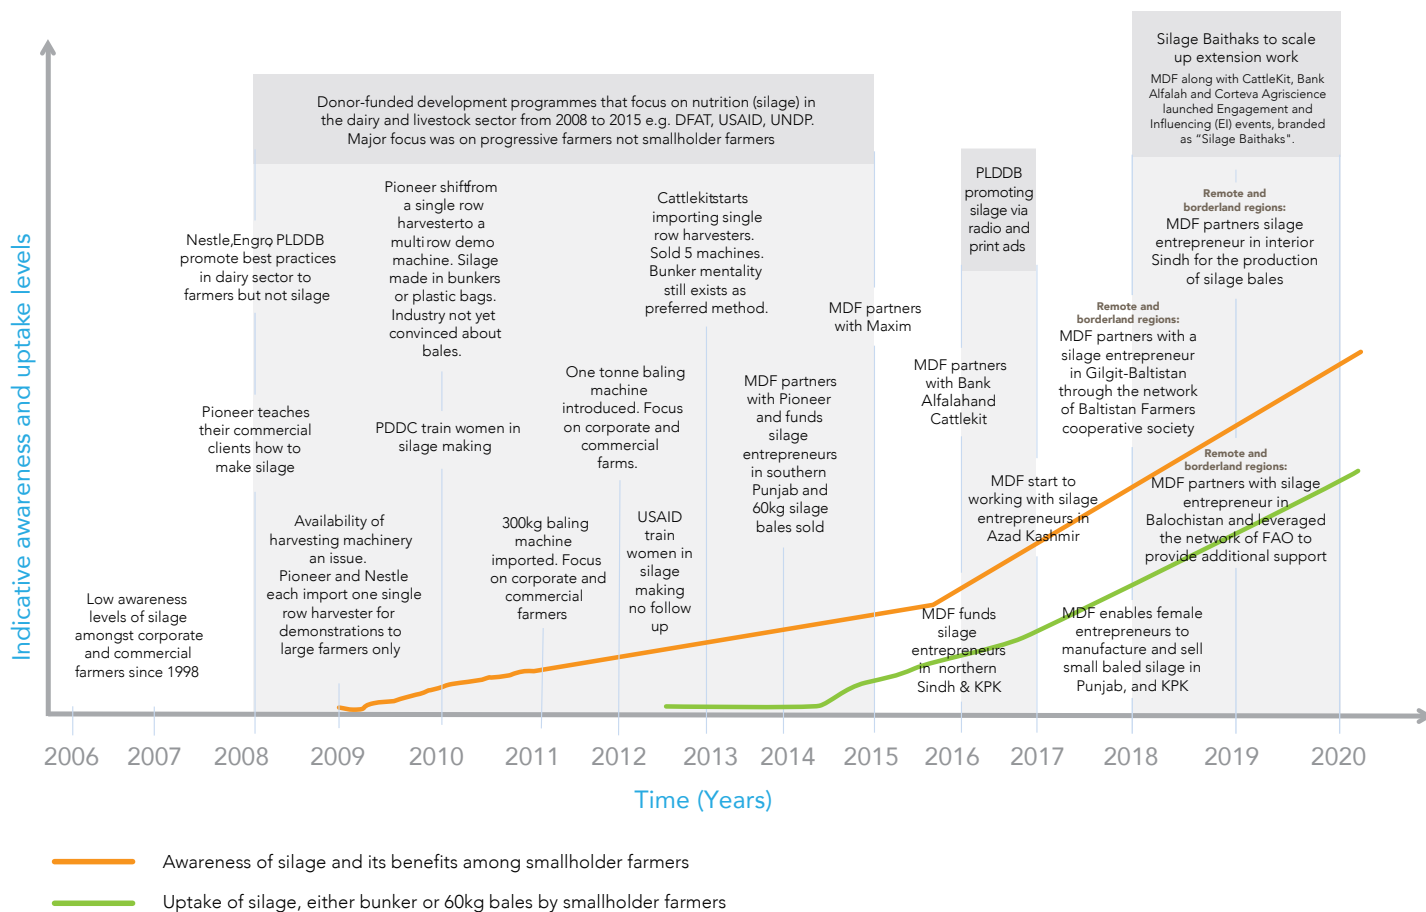 Indicative awareness and uptake levels
Donor-funded development programmes that focus on nutrition (silage) in
the dairy and livestock sector from 2008 to 2015 e.g. DFAT, USAID, UNDP.
Major focus was on progressive farmers not smallholder farmers
Silage Baithaks to scale
up extension work
MDF along with CattleKit, Bank
Alfalah and Corteva Agriscience
launched Engagement and
Influencing (EI) events, branded
as “Silage Baithaks".
Low awareness
levels of silage
amongst corporate
and commercial
farmers since 1998
Nestle,Engro, PLDDB
promote best practices
in dairy sector to
farmers but not silage
Pioneer teaches
their commercial
clients how to
make silage
Availability of
harvesting machinery
an issue.
Pioneer and Nestle
each import one single
row harvester for
demonstrations to
large farmers only
Pioneer shiftfrom
a single row
harvesterto a
multirow demo
machine. Silage
made in bunkers
or plastic bags.
Industry not yet
convinced about
bales.
PDDC train women in
silage making
300kg baling
machine
imported. Focus
on corporate and
commercial
farmers
One tonne baling
machine
introduced. Focus
on corporate and
commercial
farms.
USAID
train
women in
silage
making
no follow
up
Cattlekitstarts
importing single
row harvesters.
Sold 5 machines.
Bunker mentality
still exists as
preferred method.
MDF partners
with Pioneer
and funds
silage
entrepreneurs
in southern
Punjab and
60kg silage
bales sold
MDF partners
with Maxim
MDF partners
with Bank
Alfalahand
Cattlekit
MDF funds
silage
entrepreneurs
in northern
Sindh & KPK
PLDDB
promoting
silage via
radio and
print ads
MDF start to
working with silage
entrepreneurs in
Azad Kashmir
Remote and
borderland regions:
MDF partners with a
silage entrepreneur
in Gilgit-Baltistan
through the network
of Baltistan Farmers
cooperative society
MDF enables female
entrepreneurs to
manufacture and sell
small baled silage in
Punjab, and KPK
Remote and
borderland regions:
MDF partners silage
entrepreneur in interior
Sindh for the production
of silage bales
Remote and
borderland regions:
MDF partners with silage
entrepreneur in
Balochistan and leveraged
the network of FAO to
provide additional support
2006 2007 2008 2009 2010 2011 2012 2013 2014 2015 2016 2017 2018 2019 2020
Time (Years)
Awareness of silage and its benefits among smallholder farmers
Uptake of silage, either bunker or 60kg bales by smallholder farmers